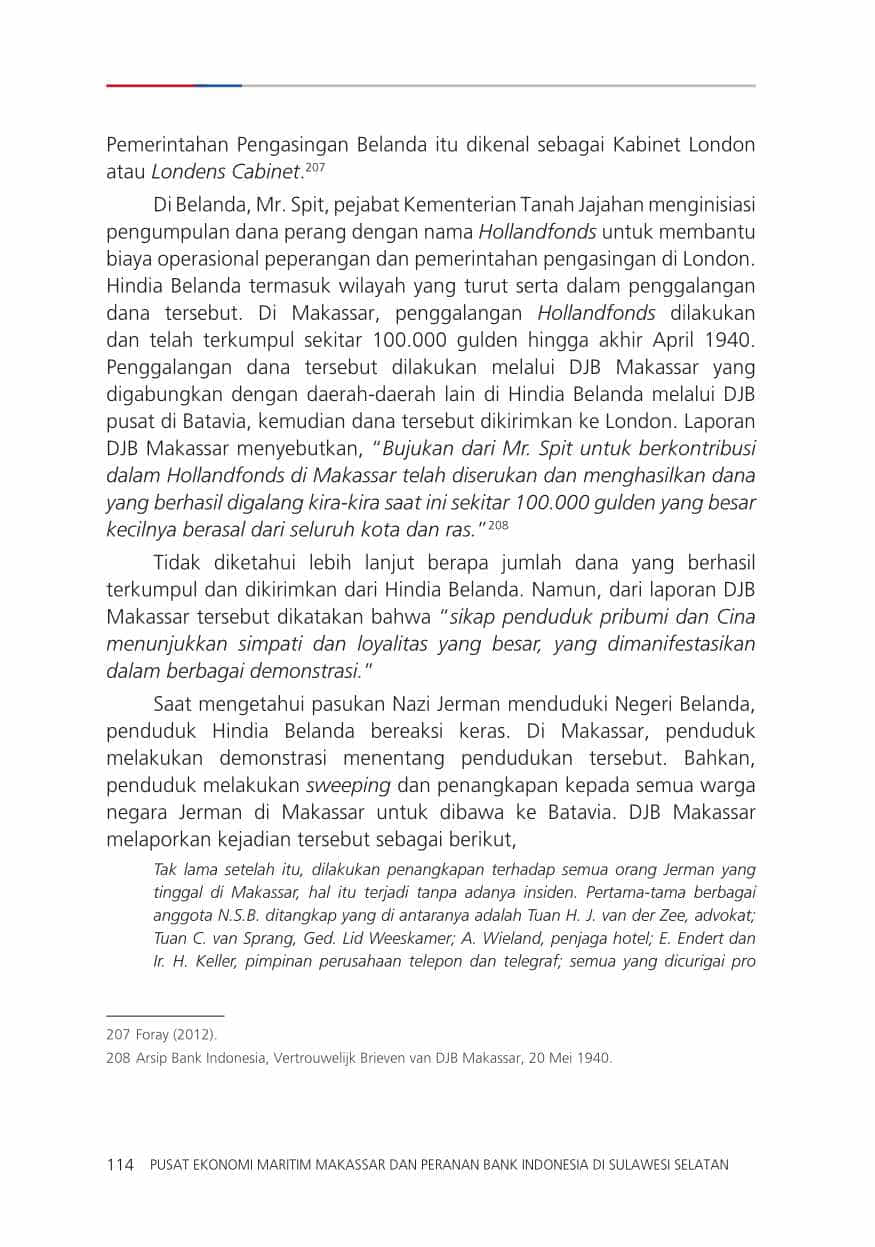 Pemerintahan Pengasingan Belanda itu dikenal sebagai Kabinet London
atau Londens Cabinet.207
Di Belanda, Mr. Spit, pejabat Kementerian Tanah Jajahan menginisiasi
pengumpulan dana perang dengan nama Hollandfonds untuk membantu
biaya operasional peperangan dan pemerintahan pengasingan di London.
Hindia Belanda termasuk wilayah yang turut serta dalam penggalangan
dana tersebut. Di Makassar, penggalangan Hollandfonds dilakukan
dan telah terkumpul sekitar 100.000 gulden hingga akhir April 1940.
Penggalangan dana tersebut dilakukan melalui DJB Makassar yang
digabungkan dengan daerah-daerah lain di Hindia Belanda melalui DJB
pusat di Batavia, kemudian dana tersebut dikirimkan ke London. Laporan
DJB Makassar menyebutkan, “Bujukan dari Mr. Spit untuk berkontribusi
dalam Hollandfonds di Makassar telah diserukan dan menghasilkan dana
yang berhasil digalang kira-kira saat ini sekitar 100.000 gulden yang besar
kecilnya berasal dari seluruh kota dan ras.”208
Tidak diketahui lebih lanjut berapa jumlah dana yang berhasil
terkumpul dan dikirimkan dari Hindia Belanda. Namun, dari laporan DJB
Makassar tersebut dikatakan bahwa “sikap penduduk pribumi dan Cina
menunjukkan simpati dan loyalitas yang besar, yang dimanifestasikan
dalam berbagai demonstrasi.”
Saat mengetahui pasukan Nazi Jerman menduduki Negeri Belanda,
penduduk Hindia Belanda bereaksi keras. Di Makassar, penduduk
melakukan demonstrasi menentang pendudukan tersebut. Bahkan,
penduduk melakukan sweeping dan penangkapan kepada semua warga
negara Jerman di Makassar untuk dibawa ke Batavia. DJB Makassar
melaporkan kejadian tersebut sebagai berikut,
Tak lama setelah itu, dilakukan penangkapan terhadap semua orang Jerman yang
tinggal di Makassar, hal itu terjadi tanpa adanya insiden. Pertama-tama berbagai
anggota N.S.B. ditangkap yang di antaranya adalah Tuan H. J. van der Zee, advokat;
Tuan C. van Sprang, Ged. Lid Weeskamer; A. Wieland, penjaga hotel; E. Endert dan
Ir. H. Keller, pimpinan perusahaan telepon dan telegraf; semua yang dicurigai pro
207 Foray (2012).
208 Arsip Bank Indonesia, Vertrouwelijk Brieven van DJB Makassar, 20 Mei 1940.
114 PUSAT EKONOMI MARITIM MAKASSAR DAN PERANAN BANK INDONESIA DI SULAWESI SELATAN